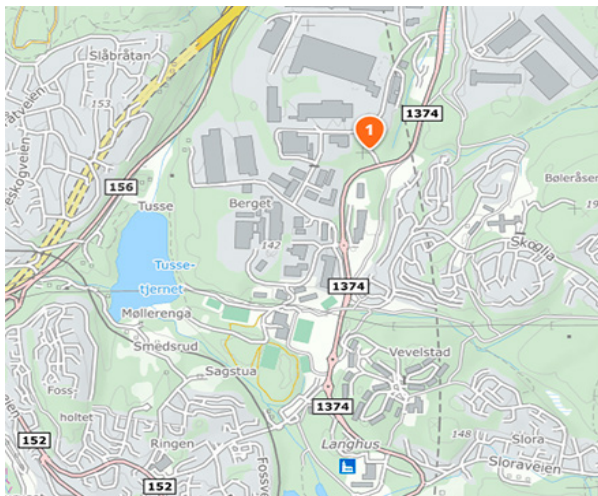 Slåbråtan
153
1
1374
156
Bøleråser
Tusse
Berget
142
Skoglia
Tusse-
tjernet
1374
Møllerenga
Smedsrud
Vevelstad
Sagstua
Foss-
holtet
1374
152
Ringen
Langhus
148
Slora
Sloraveien
152